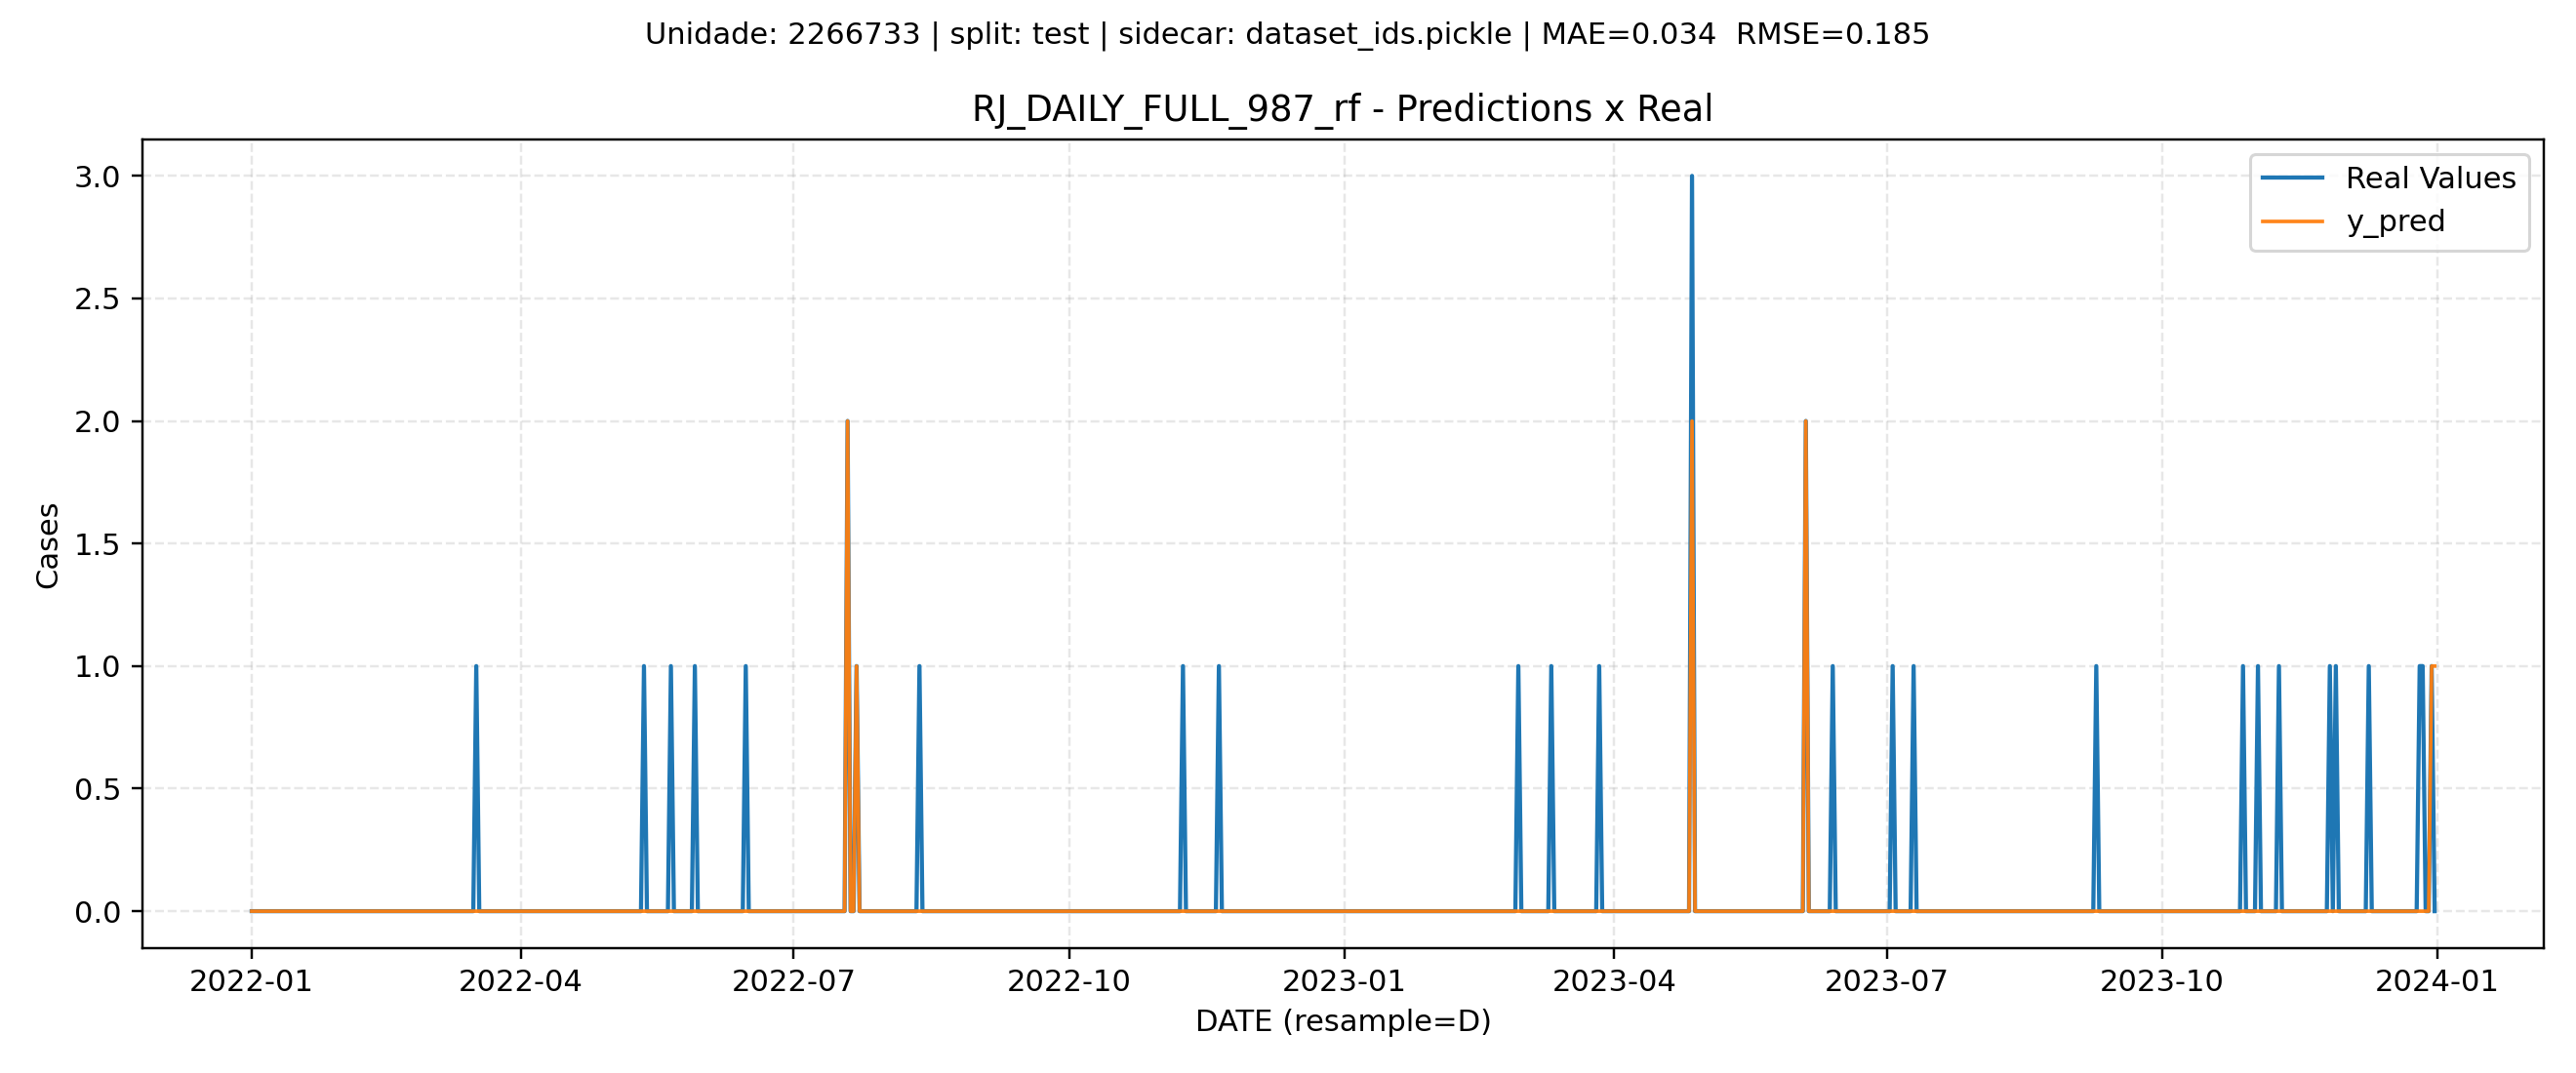 Unidade: 2266733 | split: test | sidecar: dataset_ids.pickle | MAE=0.034  RMSE=0.185
RJ_DAILY_FULL_987_rf - Predictions x Real
Real Values
y_pred
3.0
2.5
2.0
1.5
1.0
0.5
0.0
Cases
2022-01
2022-04
2022-07
2022-10
2023-01
2023-04
2023-07
2023-10
2024-01
DATE (resample=D)